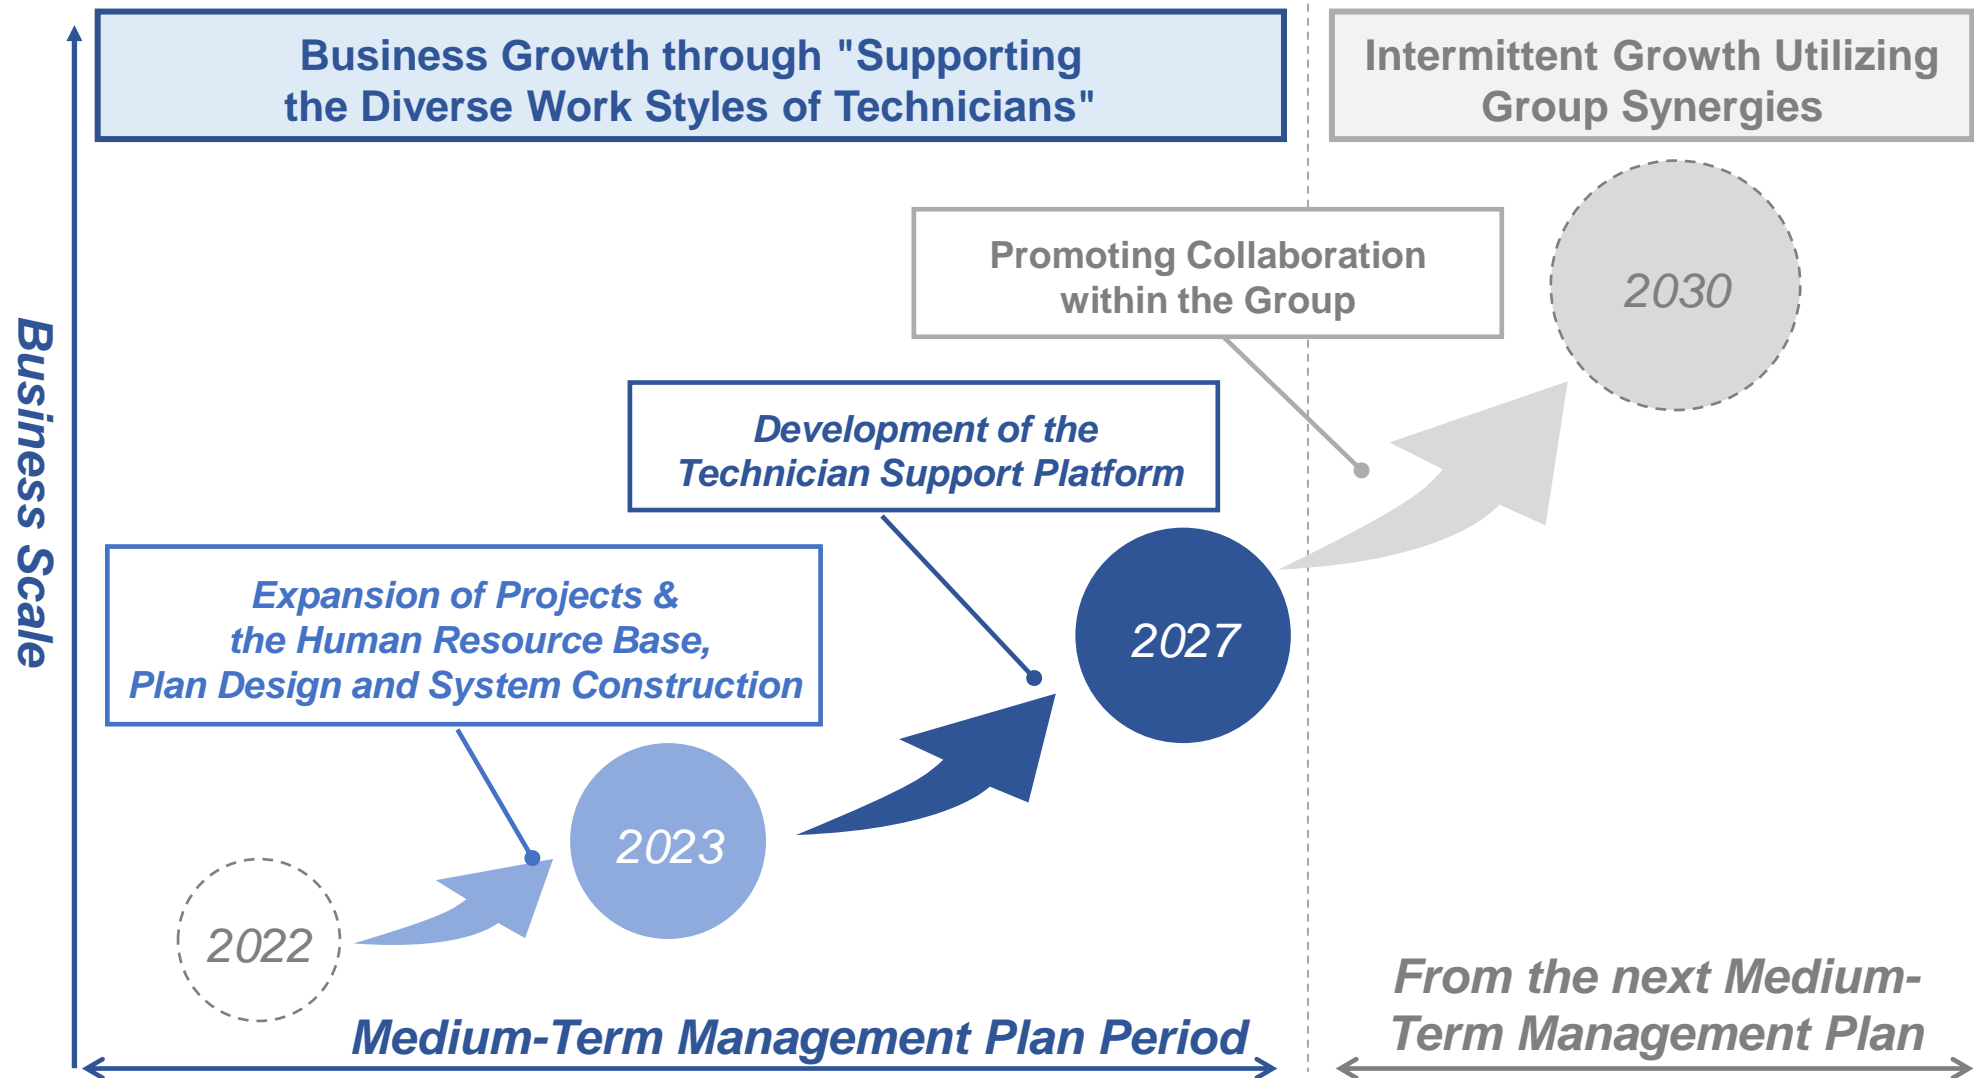 Business Growth through "Supporting
the Diverse Work Styles of Technicians"
Intermittent Growth Utilizing
Group Synergies
Promoting Collaboration
within the Group
2030
Business Scale
Development of the
Technician Support Platform
Expansion of Projects &
the Human Resource Base,
Plan Design and System Construction
2027
2023
2022
Medium-Term Management Plan Period
From the next Medium-
Term Management Plan